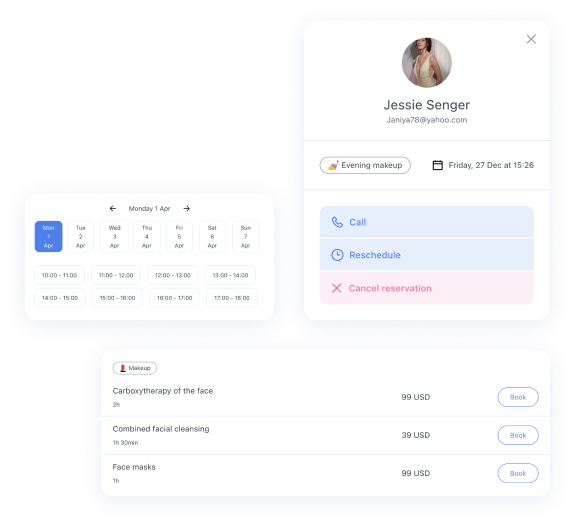 Jessie Senger
Janiya78@yahoo.com
Evening makeup
Friday, 27 Dec at 15:26
Call
Reschedule
Cancel reservation
Monday 1 Apr
Mon 1 Apr
Tue 2 Apr
Wed 3 Apr
Thu 4 Apr
Fri 5 Apr
Sat 6 Apr
Sun 7 Apr
10:00 - 11:00
11:00 - 12:00
12:00 - 13:00
13:00 - 14:00
14:00 - 15:00
15:00 - 16:00
16:00 - 17:00
17:00 - 18:00
Makeup
Carboxytherapy of the face
2h
99 USD
Book
Combined facial cleansing
1h 30min
39 USD
Book
Face masks
1h
99 USD
Book